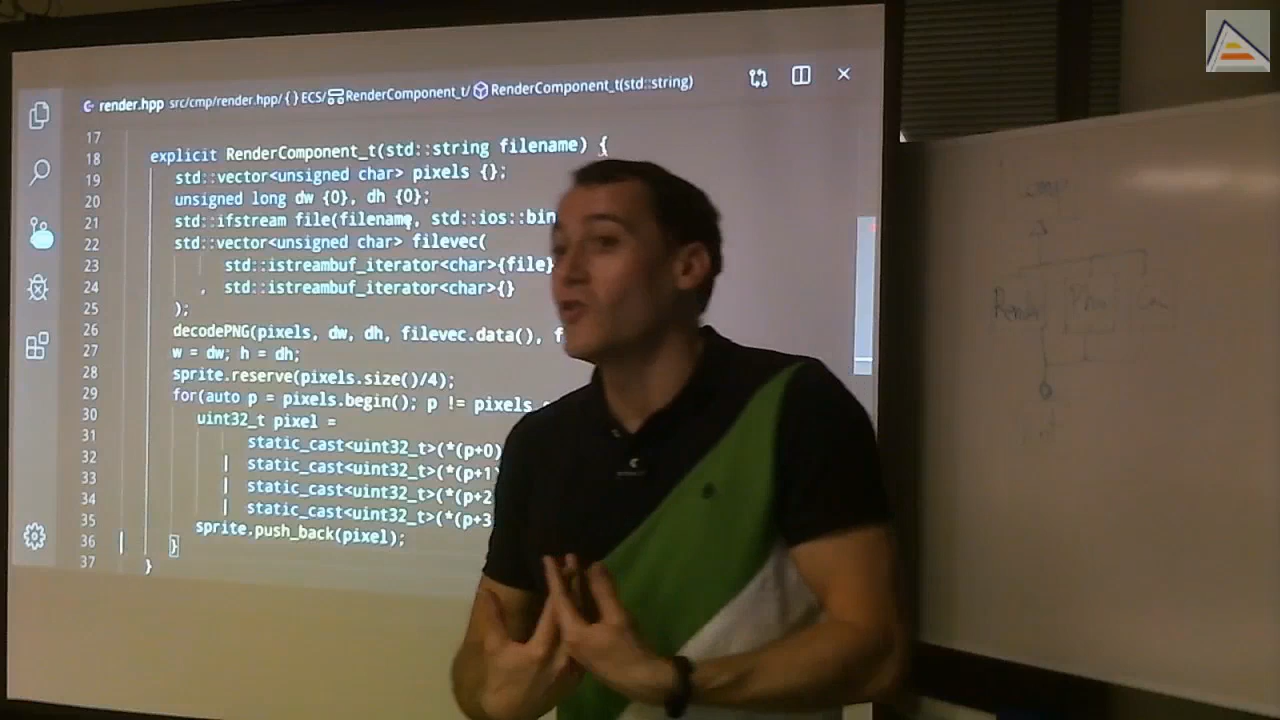 render.hpp src/cmp/render.hpp/ { } ECS/ RenderComponent_t/ RenderComponent_t(std::string)
17
18 explicit RenderComponent_t(std::string filename) {
19 std::vector<unsigned char> pixels {};
20 unsigned long dw {0}, dh {0};
21 std::ifstream file(filename, std::ios::bin
22 std::vector<unsigned char> filevec(
23 std::istreambuf_iterator<char>{file}
24 , std::istreambuf_iterator<char>{}
25 );
26 decodePNG(pixels, dw, dh, filevec.data(), f
27 w = dw; h = dh;
28 sprite.reserve(pixels.size()/4);
29 for(auto p = pixels.begin(); p != pixels
30 uint32_t pixel =
31 static_cast<uint32_t>(*(p+0)
32 | static_cast<uint32_t>(*(p+1
33 | static_cast<uint32_t>(*(p+2
34 | static_cast<uint32_t>(*(p+3
35 sprite.push_back(pixel);
36 }
37 }